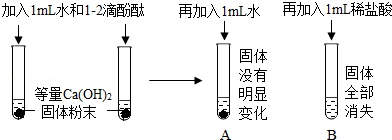 加入1mL水和1-2滴酚酞
再加入1mL水
再加入1mL稀盐酸
等量Ca(OH)₂
固体粉末
固体
没有
明显
变化
固体
全部
消失
A
B